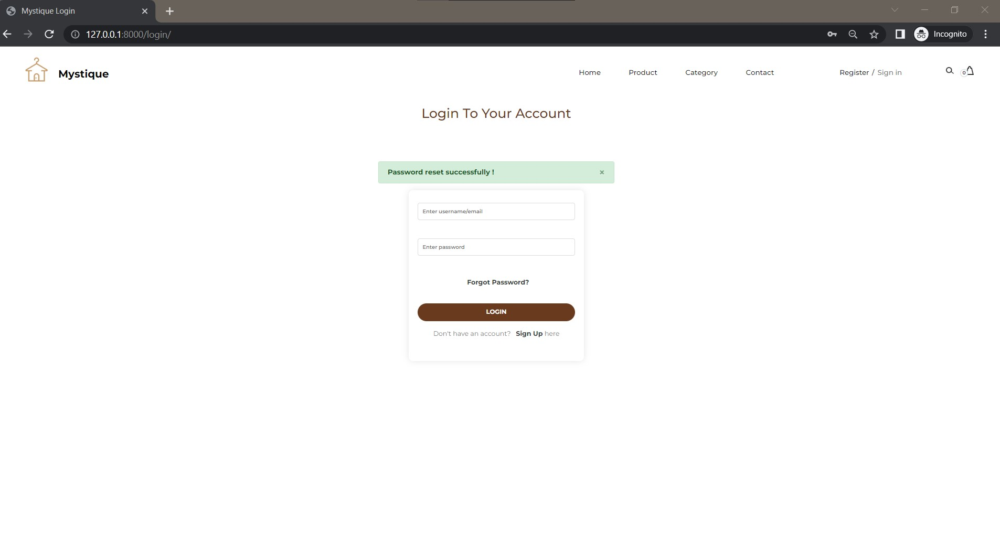 Mystique Login
127.0.0.1:8000/login/
Incognito
Mystique
Home Product Category Contact Register / Sign in 0
Login To Your Account
Password reset successfully ! ×
Enter username/email
Enter password
Forgot Password?
LOGIN
Don't have an account? Sign Up here